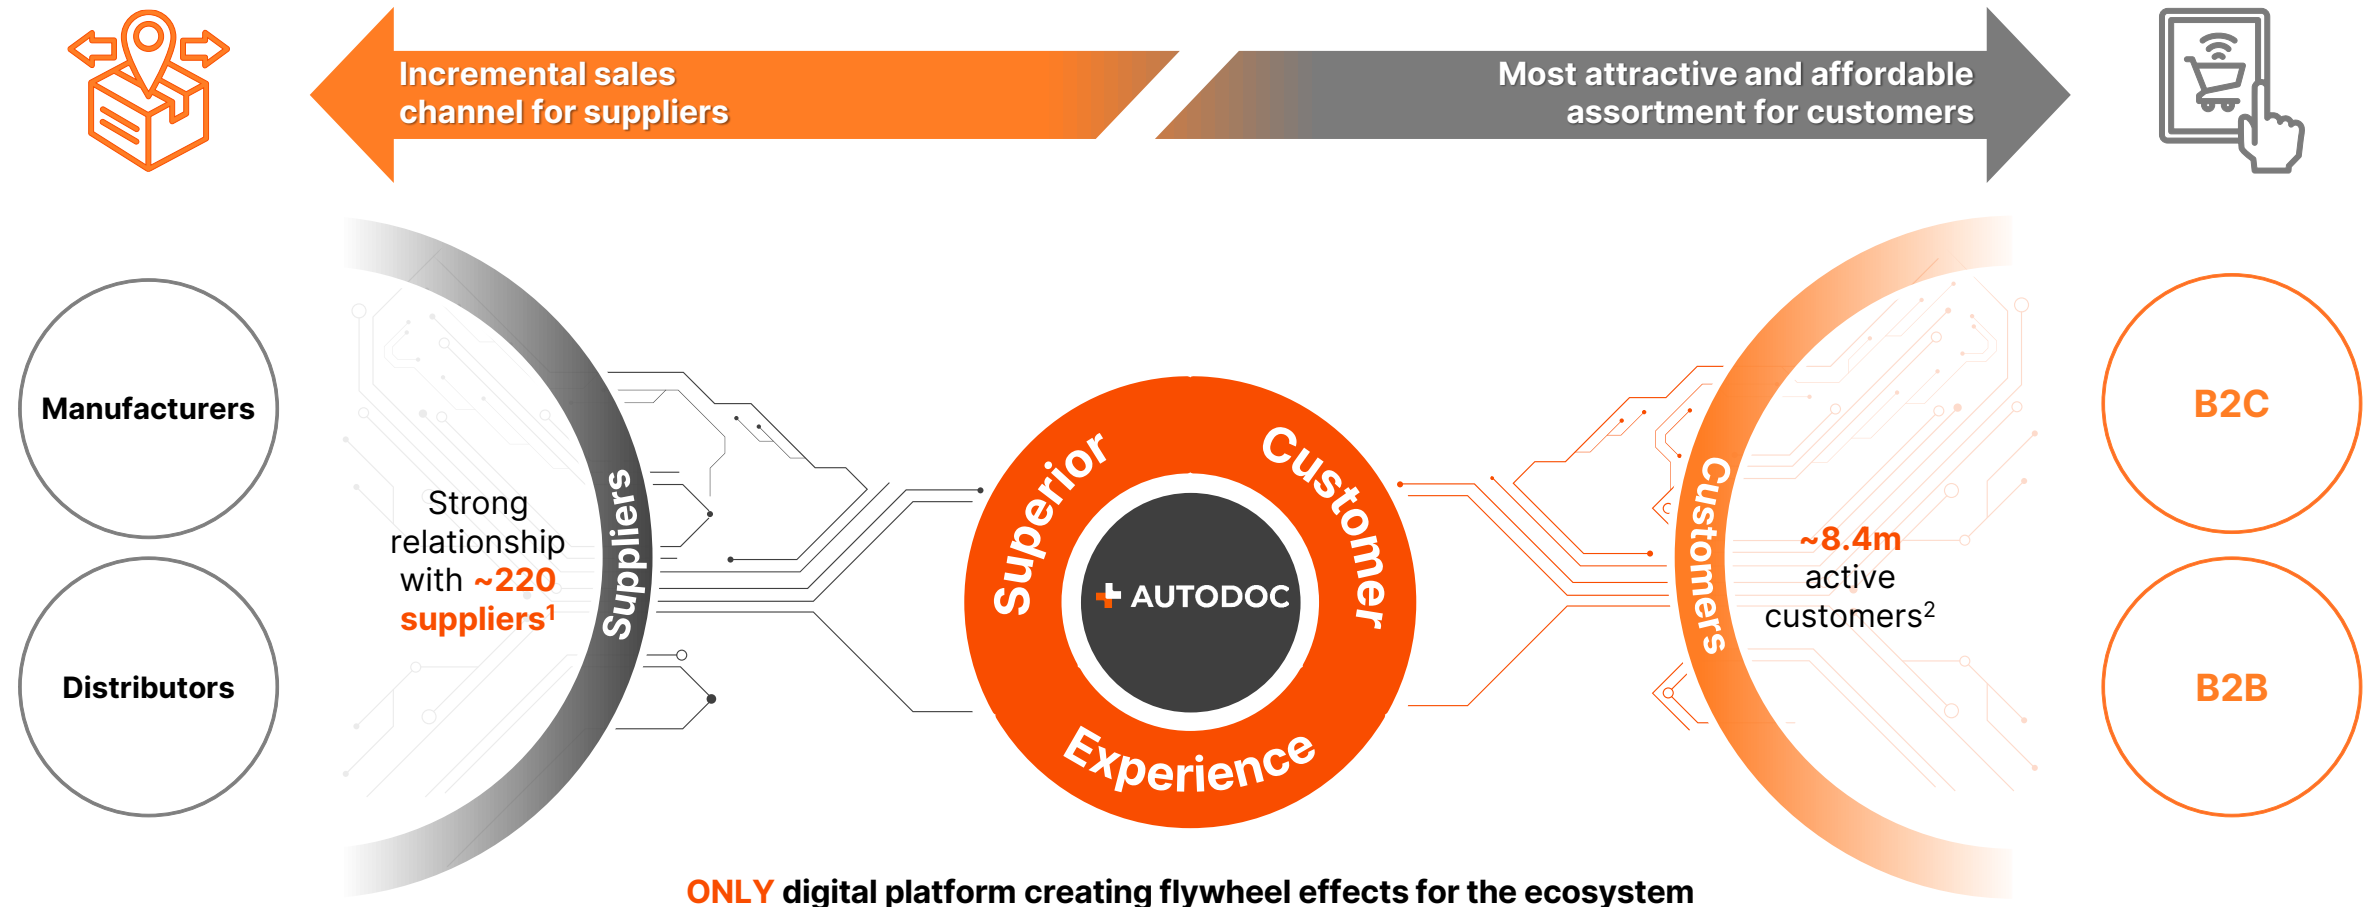 Incremental sales
channel for suppliers
Most attractive and affordable
assortment for customers
Manufacturers
Distributors
Strong
relationship
with ~220
suppliers¹
Suppliers
Superior
Customer
Experience
AUTODOC
Customers
~8.4m
active
customers²
B2C
B2B
ONLY digital platform creating flywheel effects for the ecosystem